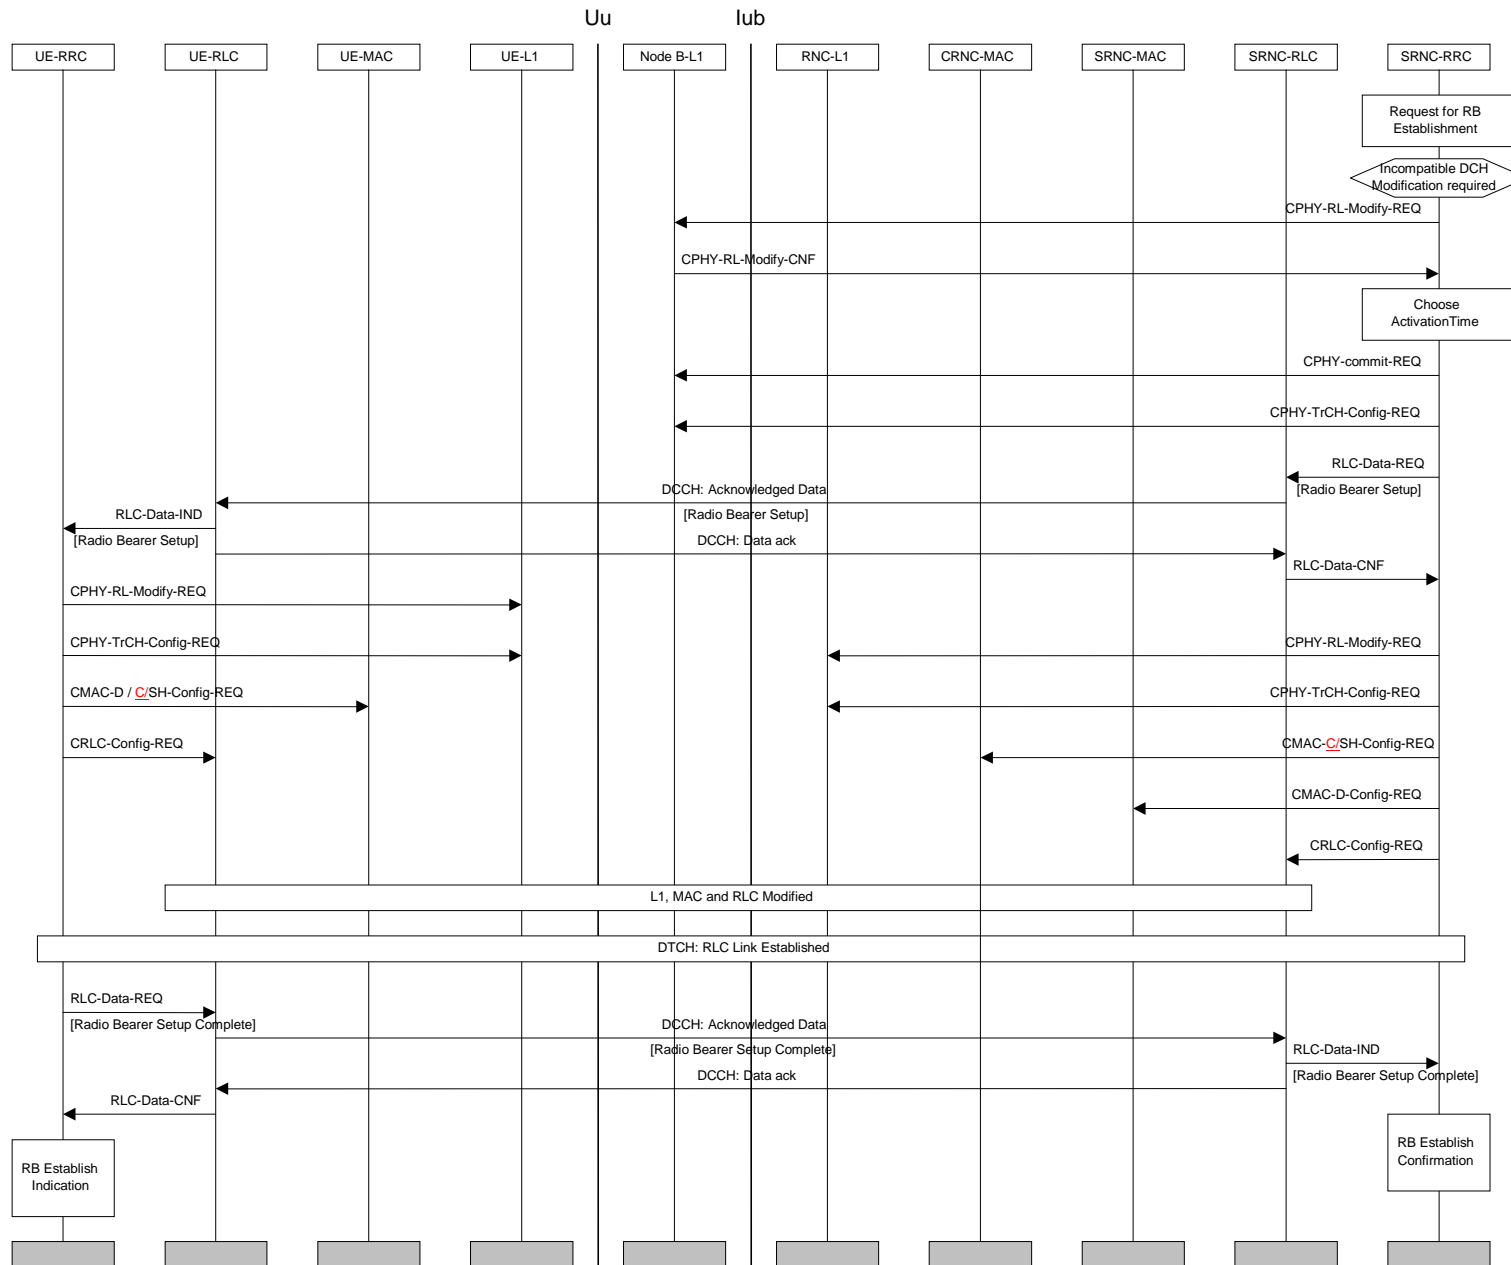 Uu
Iub
UE-RRC
UE-RLC
UE-MAC
UE-L1
Node B-L1
RNC-L1
CRNC-MAC
SRNC-MAC
SRNC-RLC
SRNC-RRC
Request for RB
Establishment
Incompatible DCH
Modification required
CPHY-RL-Modify-REQ
CPHY-RL-Modify-CNF
Choose
ActivationTime
CPHY-commit-REQ
CPHY-TrCH-Config-REQ
RLC-Data-REQ
DCCH: Acknowledged Data
[Radio Bearer Setup]
RLC-Data-IND
[Radio Bearer Setup]
[Radio Bearer Setup]
DCCH: Data ack
RLC-Data-CNF
CPHY-RL-Modify-REQ
CPHY-TrCH-Config-REQ
CPHY-RL-Modify-REQ
CMAC-D / C/SH-Config-REQ
CPHY-TrCH-Config-REQ
CRLC-Config-REQ
CMAC-C/SH-Config-REQ
CMAC-D-Config-REQ
CRLC-Config-REQ
L1, MAC and RLC Modified
DTCH: RLC Link Established
RLC-Data-REQ
[Radio Bearer Setup Complete]
DCCH: Acknowledged Data
[Radio Bearer Setup Complete]
RLC-Data-IND
DCCH: Data ack
[Radio Bearer Setup Complete]
RLC-Data-CNF
RB Establish
Indication
RB Establish
Confirmation